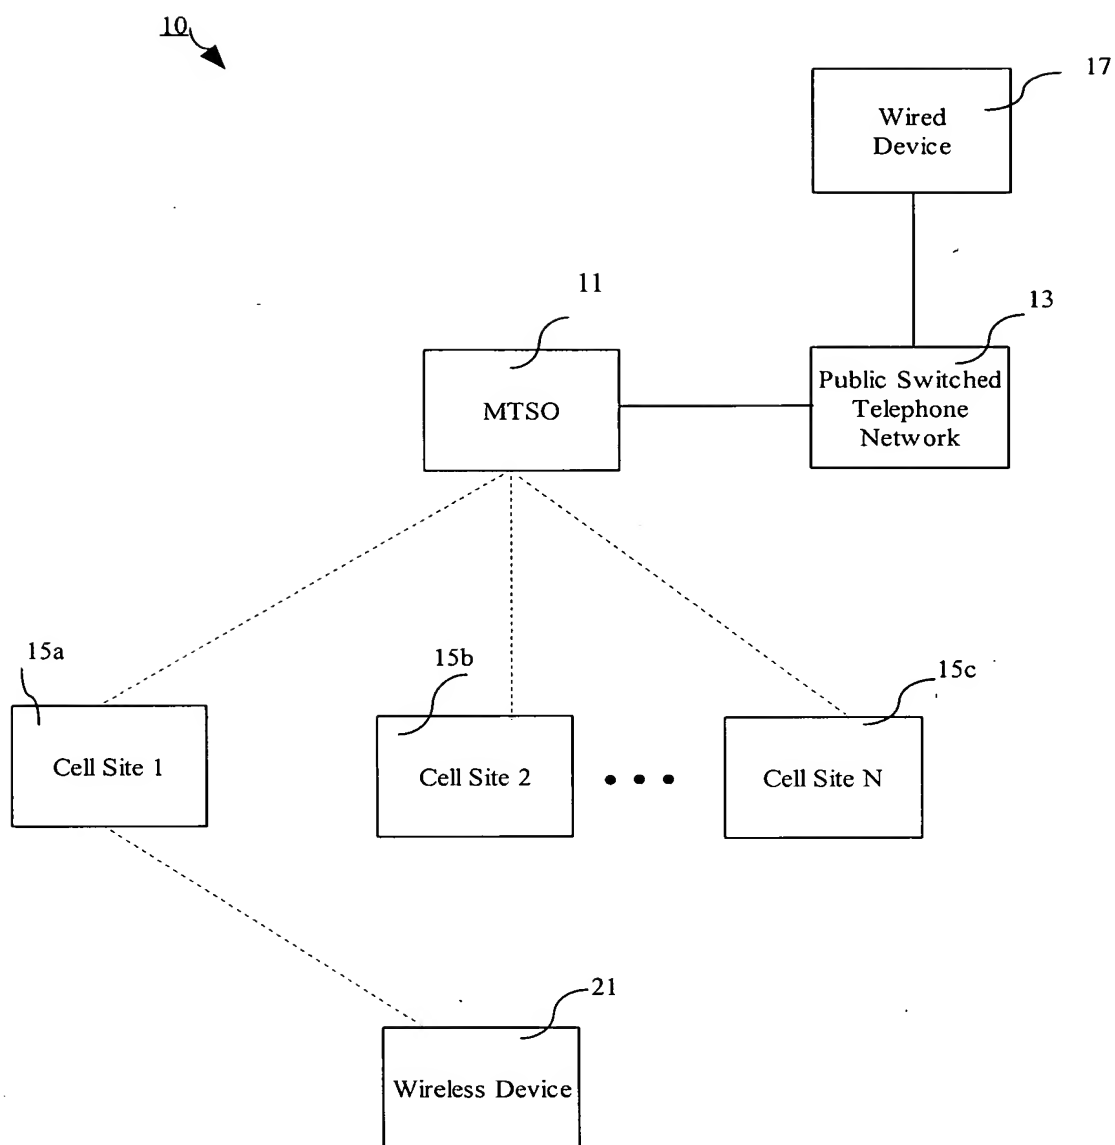 10
17
Wired
Device
11
13
MTSO
Public Switched
Telephone
Network
15a
15b
15c
Cell Site 1
Cell Site 2
Cell Site N
21
Wireless Device